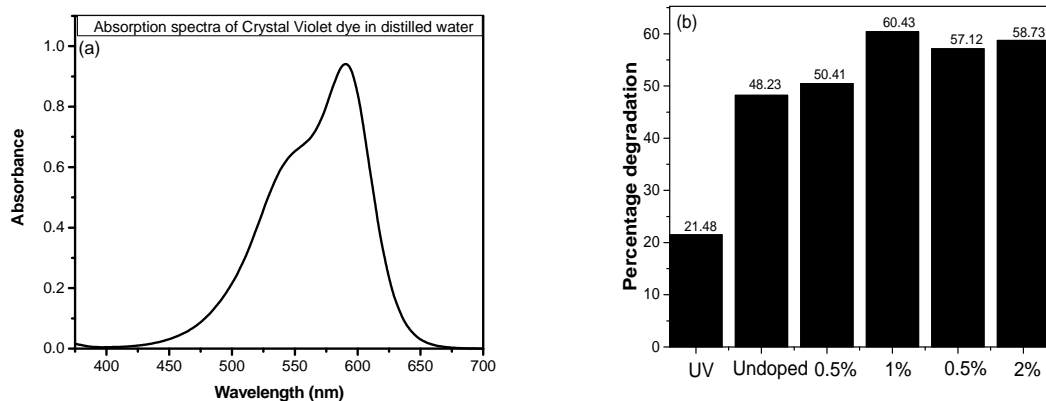 Absorption spectra of Crystal Violet dye in distilled water
(a)
1.0
0.8
0.6
0.4
0.2
0.0
Absorbance
400 450 500 550 600 650 700
Wavelength (nm)
(b)
60
50
40
30
20
10
0
Percentage degradation
21.48
48.23
50.41
60.43
57.12
58.73
UV Undoped 0.5% 1% 0.5% 2%